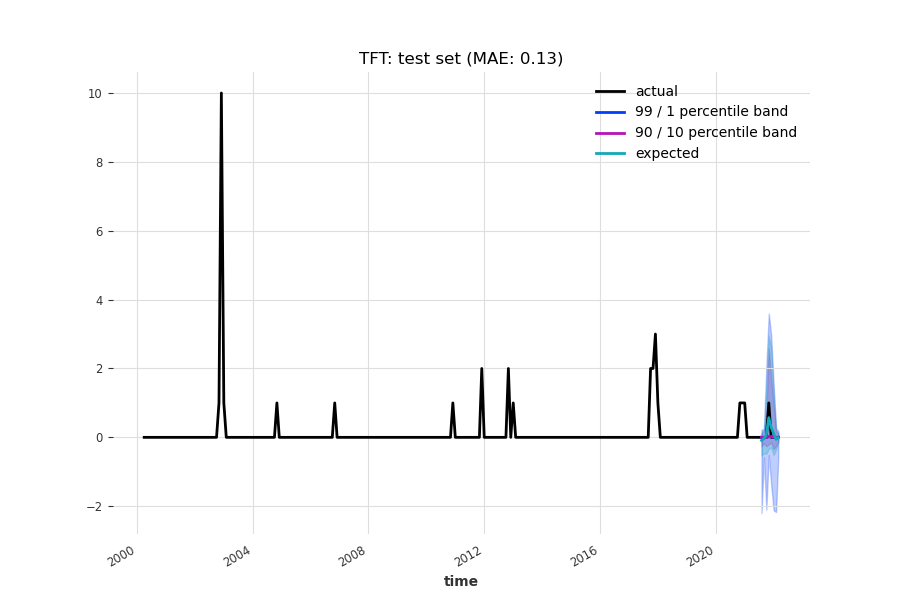 TFT: test set (MAE: 0.13)
actual
99 / 1 percentile band
90 / 10 percentile band
expected
10
8
6
4
2
0
−2
2000
2004
2008
2012
2016
2020
time